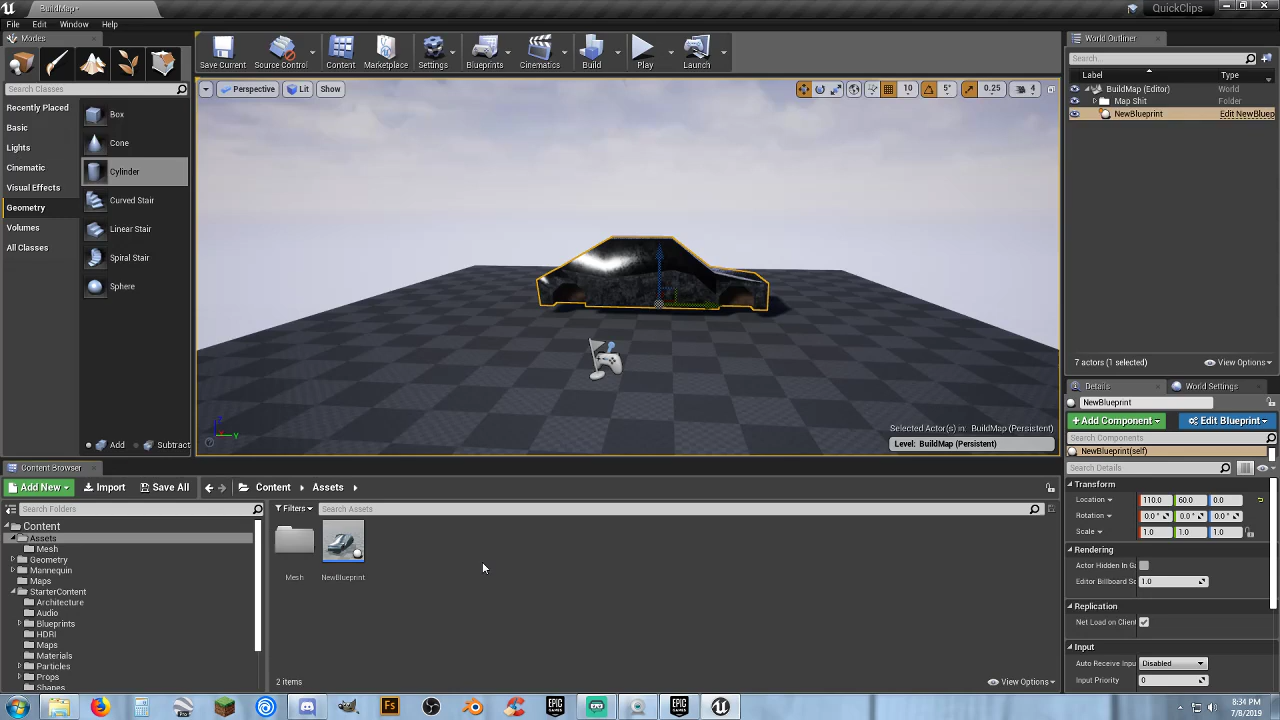 BuildMap*
QuickClips
File Edit Window Help
Modes
Search Classes
Recently Placed
Basic
Lights
Cinematic
Visual Effects
Geometry
Volumes
All Classes
Box
Cone
Cylinder
Curved Stair
Linear Stair
Spiral Stair
Sphere
Add Subtract
Save Current Source Control Content Marketplace Settings Blueprints Cinematics Build Play Launch
Perspective Lit Show
10 5° 0.25 4
Selected Actor(s) in: BuildMap (Persistent)
Level: BuildMap (Persistent)
World Outliner
Search...
Label Type
BuildMap (Editor) World
Map Shit Folder
NewBlueprint Edit NewBluep
7 actors (1 selected) View Options
Details World Settings
NewBlueprint
+ Add Component Edit Blueprint
Search Components
NewBlueprint(self)
Search Details
Transform
Location 110.0 60.0 0.0
Rotation 0.0° 0.0° 0.0°
Scale 1.0 1.0 1.0
Rendering
Actor Hidden In Ga
Editor Billboard Sc 1.0
Replication
Net Load on Client
Input
Auto Receive Inpu Disabled
Input Priority 0
Content Browser
Add New Import Save All Content Assets
Search Folders
Filters Search Assets
Content
Assets
Mesh
Geometry
Mannequin
Maps
StarterContent
Architecture
Audio
Blueprints
HDRI
Maps
Materials
Particles
Props
Shapes
Mesh NewBlueprint
2 items View Options
8:34 PM
7/8/2019